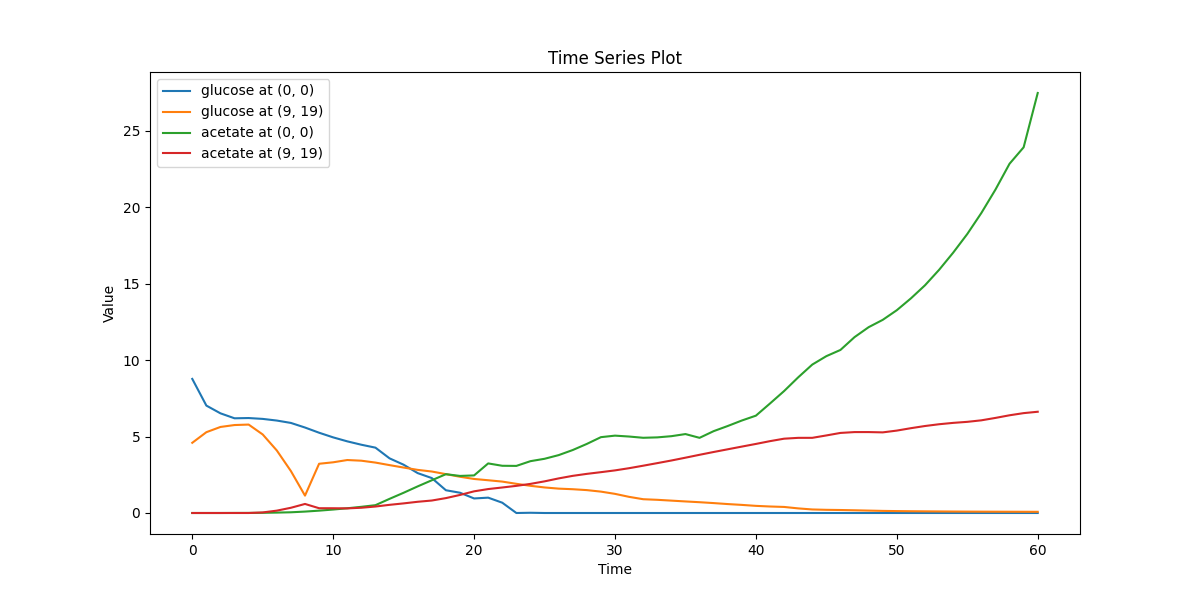 Time Series Plot
glucose at (0, 0)
glucose at (9, 19)
acetate at (0, 0)
acetate at (9, 19)
Value
25
20
15
10
5
0
0 10 20 30 40 50 60
Time